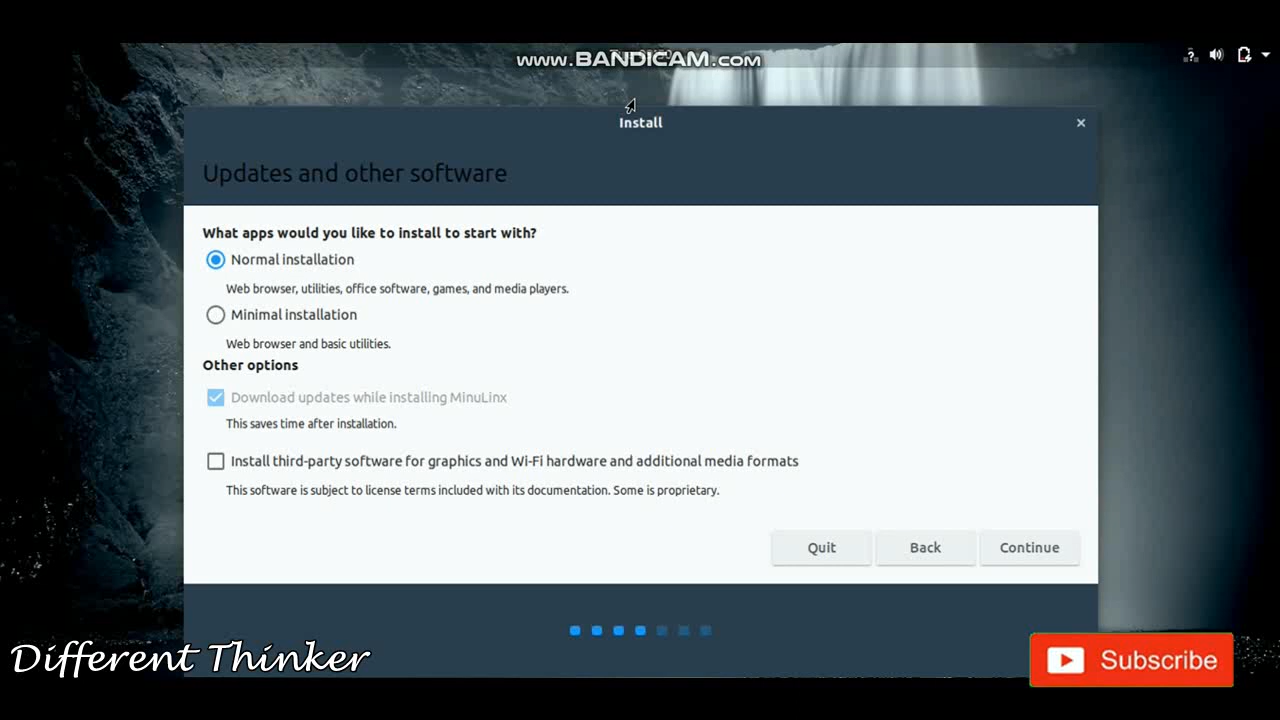 www.BANDICAM.com
Install
Updates and other software
What apps would you like to install to start with?
Normal installation
Web browser, utilities, office software, games, and media players.
Minimal installation
Web browser and basic utilities.
Other options
Download updates while installing MinuLinx
This saves time after installation.
Install third-party software for graphics and Wi-Fi hardware and additional media formats
This software is subject to license terms included with its documentation. Some is proprietary.
Quit Back Continue
Different Thinker
Subscribe